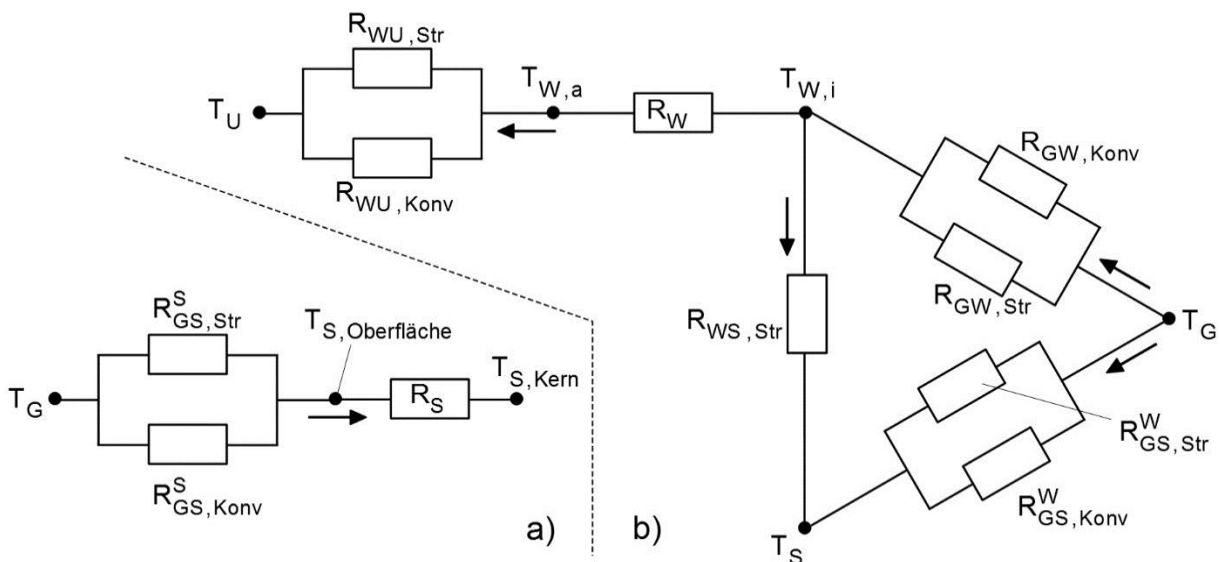 R_WU,Str
T_U
R_WU,Konv
T_W,a
R_W
T_W,i
R_GW,Konv
R_GW,Str
T_G
R_WS,Str
R^W_GS,Str
R^W_GS,Konv
T_S
b)
R^S_GS,Str
T_G
R^S_GS,Konv
T_S,Oberfläche
R_S
T_S,Kern
a)